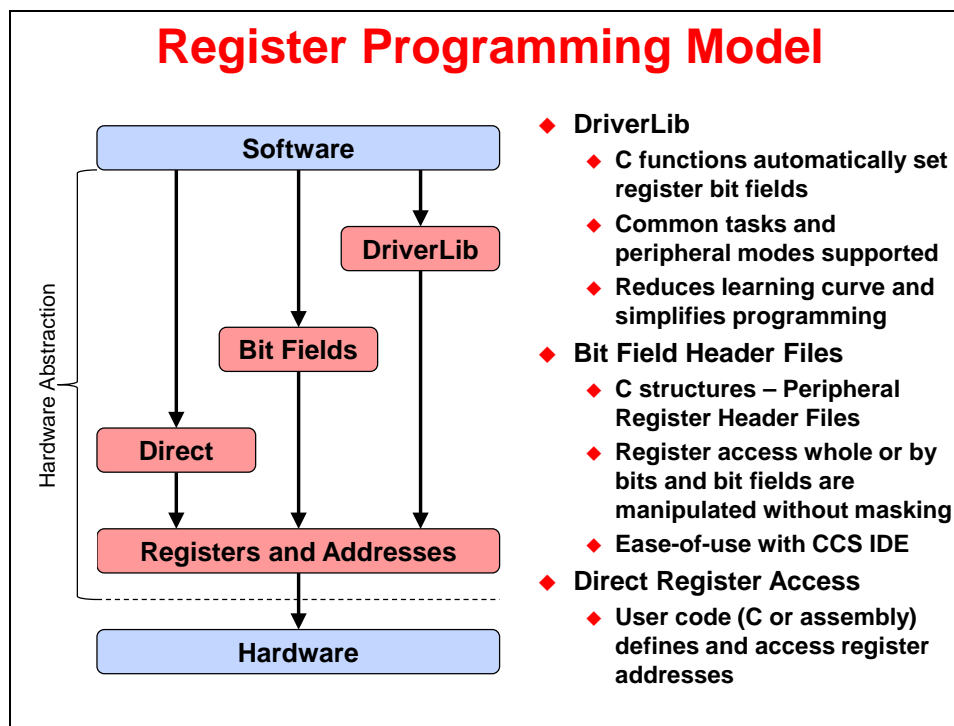 Register Programming Model
Software
DriverLib
Bit Fields
Direct
Registers and Addresses
Hardware
Hardware Abstraction
DriverLib
C functions automatically set
register bit fields
Common tasks and
peripheral modes supported
Reduces learning curve and
simplifies programming
Bit Field Header Files
C structures – Peripheral
Register Header Files
Register access whole or by
bits and bit fields are
manipulated without masking
Ease-of-use with CCS IDE
Direct Register Access
User code (C or assembly)
defines and access register
addresses